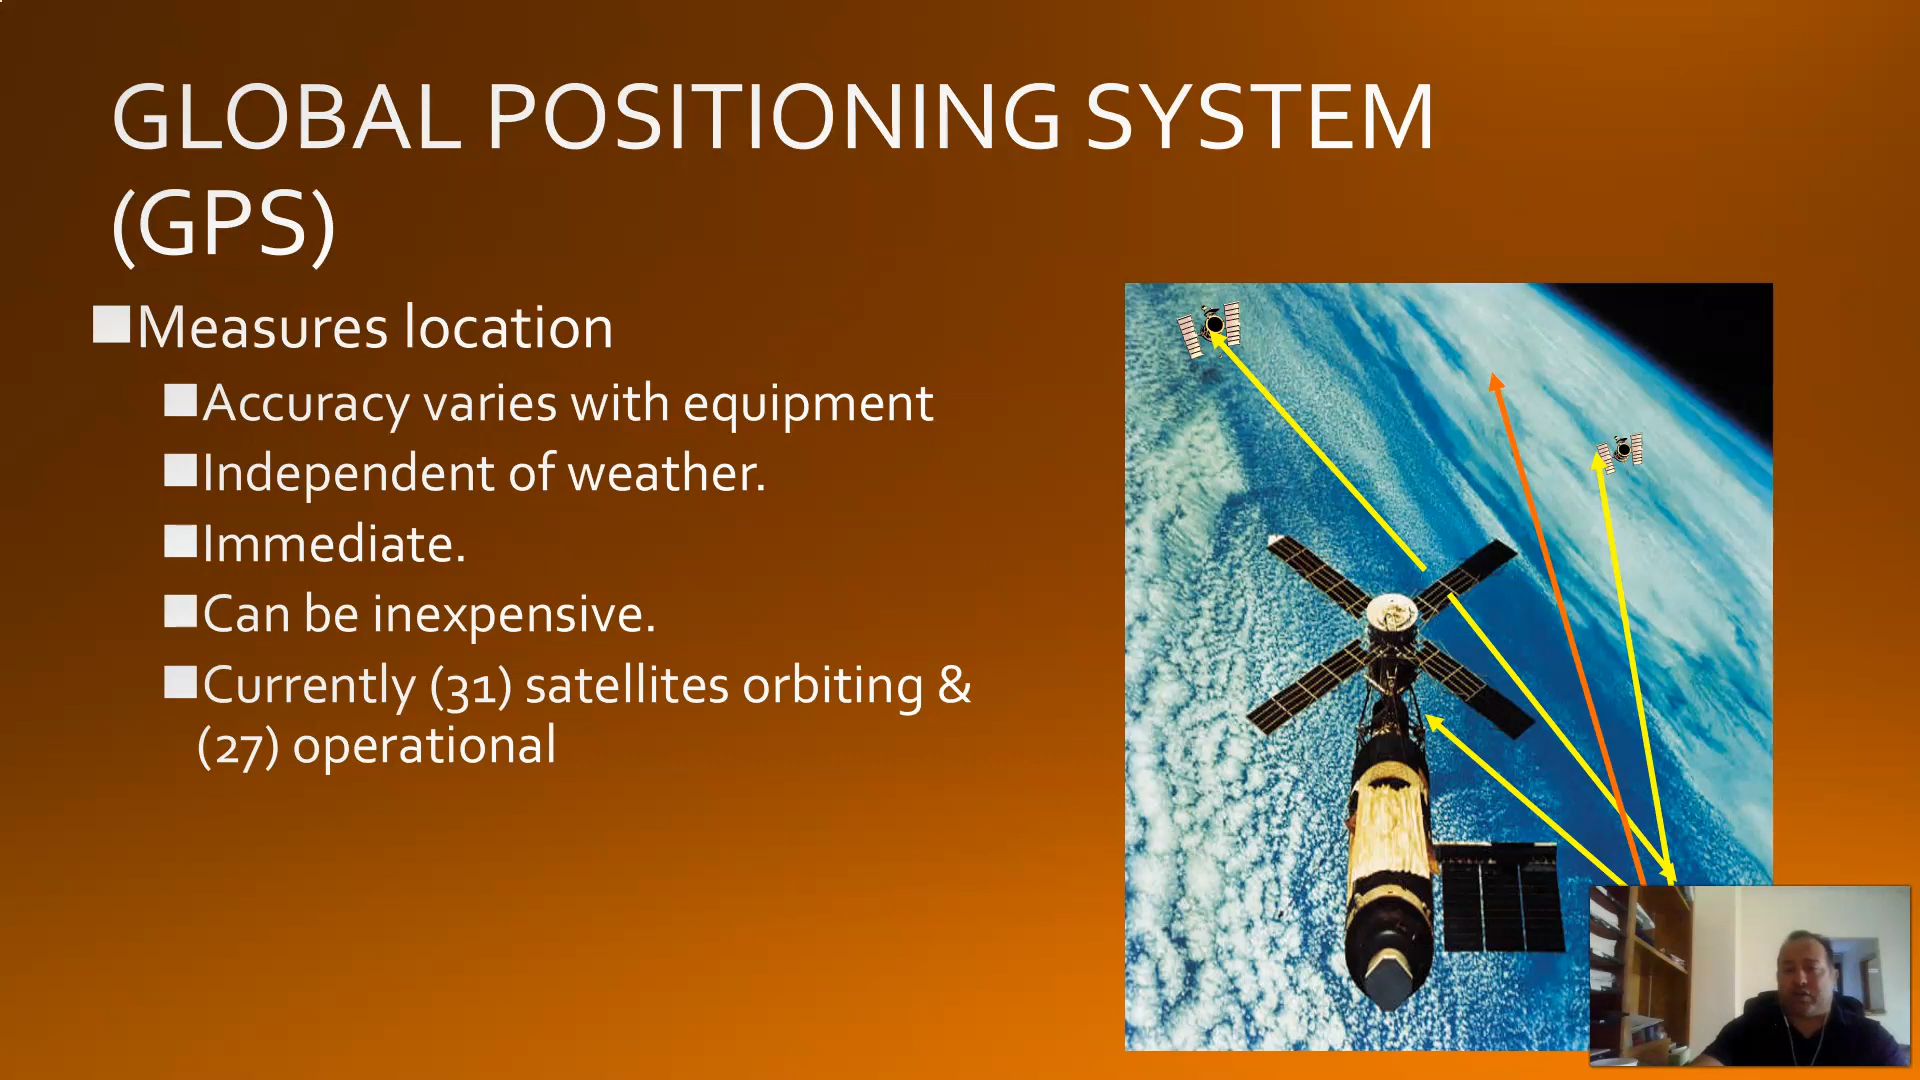 GLOBAL POSITIONING SYSTEM
(GPS)
Measures location
Accuracy varies with equipment
Independent of weather.
Immediate.
Can be inexpensive.
Currently (31) satellites orbiting &
(27) operational